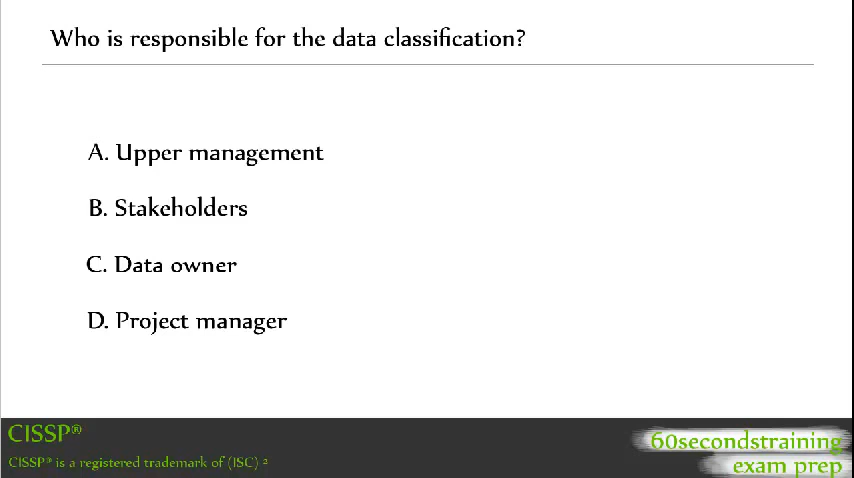 Who is responsible for the data classification?
A. Upper management
B. Stakeholders
C. Data owner
D. Project manager
CISSP®
CISSP® is a registered trademark of (ISC) ²
60secondstraining
exam prep